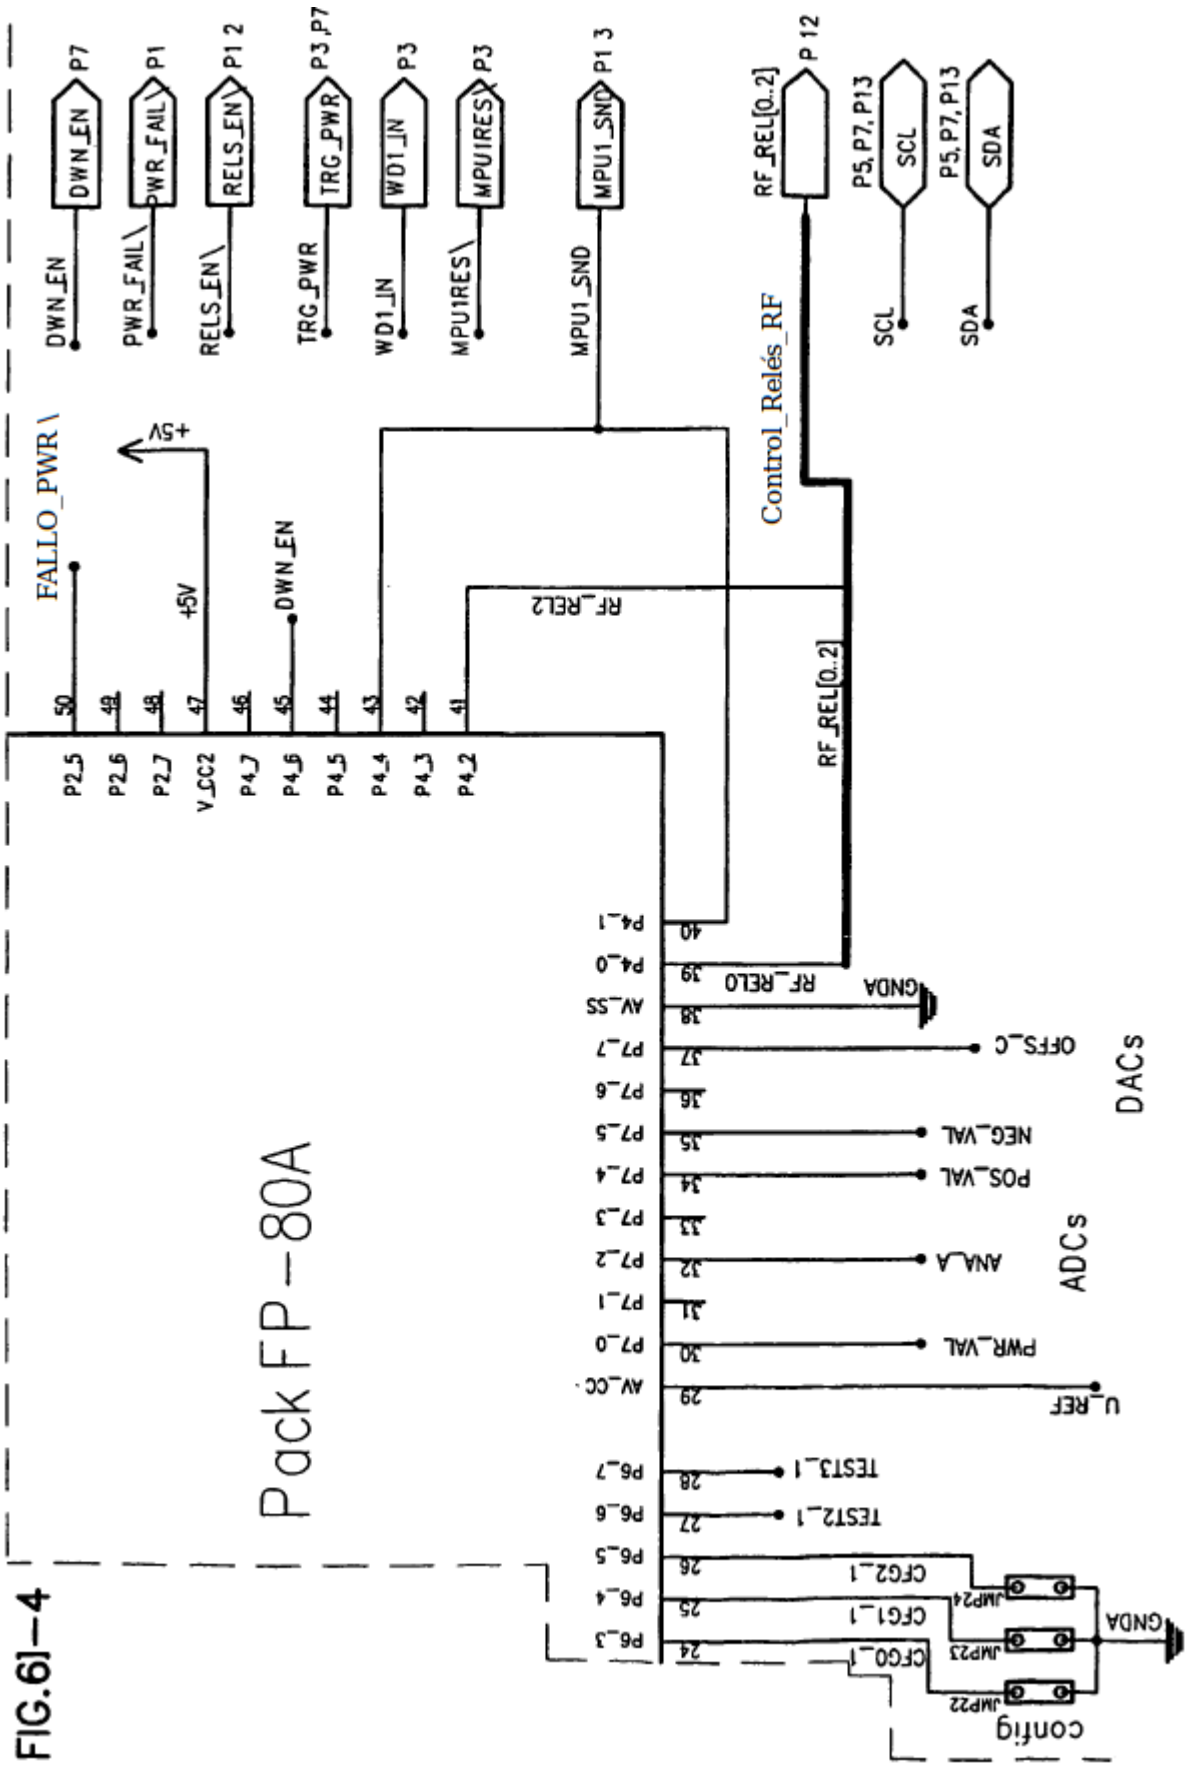 FIG.6I-4
Pack FP-80A
DWN_EN
DWN_EN
P7
PWR_FAIL\
PWR_FAIL\
P1
RELS_EN\
RELS_EN\
P12
TRG_PWR
TRG_PWR
P3,P7
WD1_IN
WD1_IN
P3
MPU1RES\
MPU1RES\
P3
MPU1_SND
MPU1_SND
P13
Control_Relés_RF
RF_REL[0..2]
P12
SCL
SCL
P5,P7,P13
SDA
SDA
P5,P7,P13
FALLO_PWR\
+5V
+5V
DWN_EN
RF_REL2
RF_REL[0..2]
P2_5 50
P2_6 49
P2_7 48
V_CC2 47
P4_7 46
P4_6 45
P4_5 44
P4_4 43
P4_3 42
P4_2 41
P4_1 40
P4_0 39 RF_REL0
AV_SS 38 GNDA
P7_7 37 OFFS_C
P7_6 36
P7_5 35 NEG_VAL
P7_4 34 POS_VAL
P7_3 33
P7_2 32 ANA_A
P7_1 31
P7_0 30 PWR_VAL
AV_CC 29 U_REF
P6_7 28 TEST3_1
P6_6 27 TEST2_1
P6_5 26 CFG2_1 JMP24
P6_4 25 CFG1_1 JMP23
P6_3 24 CFG0_1 JMP22
DACs
ADCs
GNDA
config